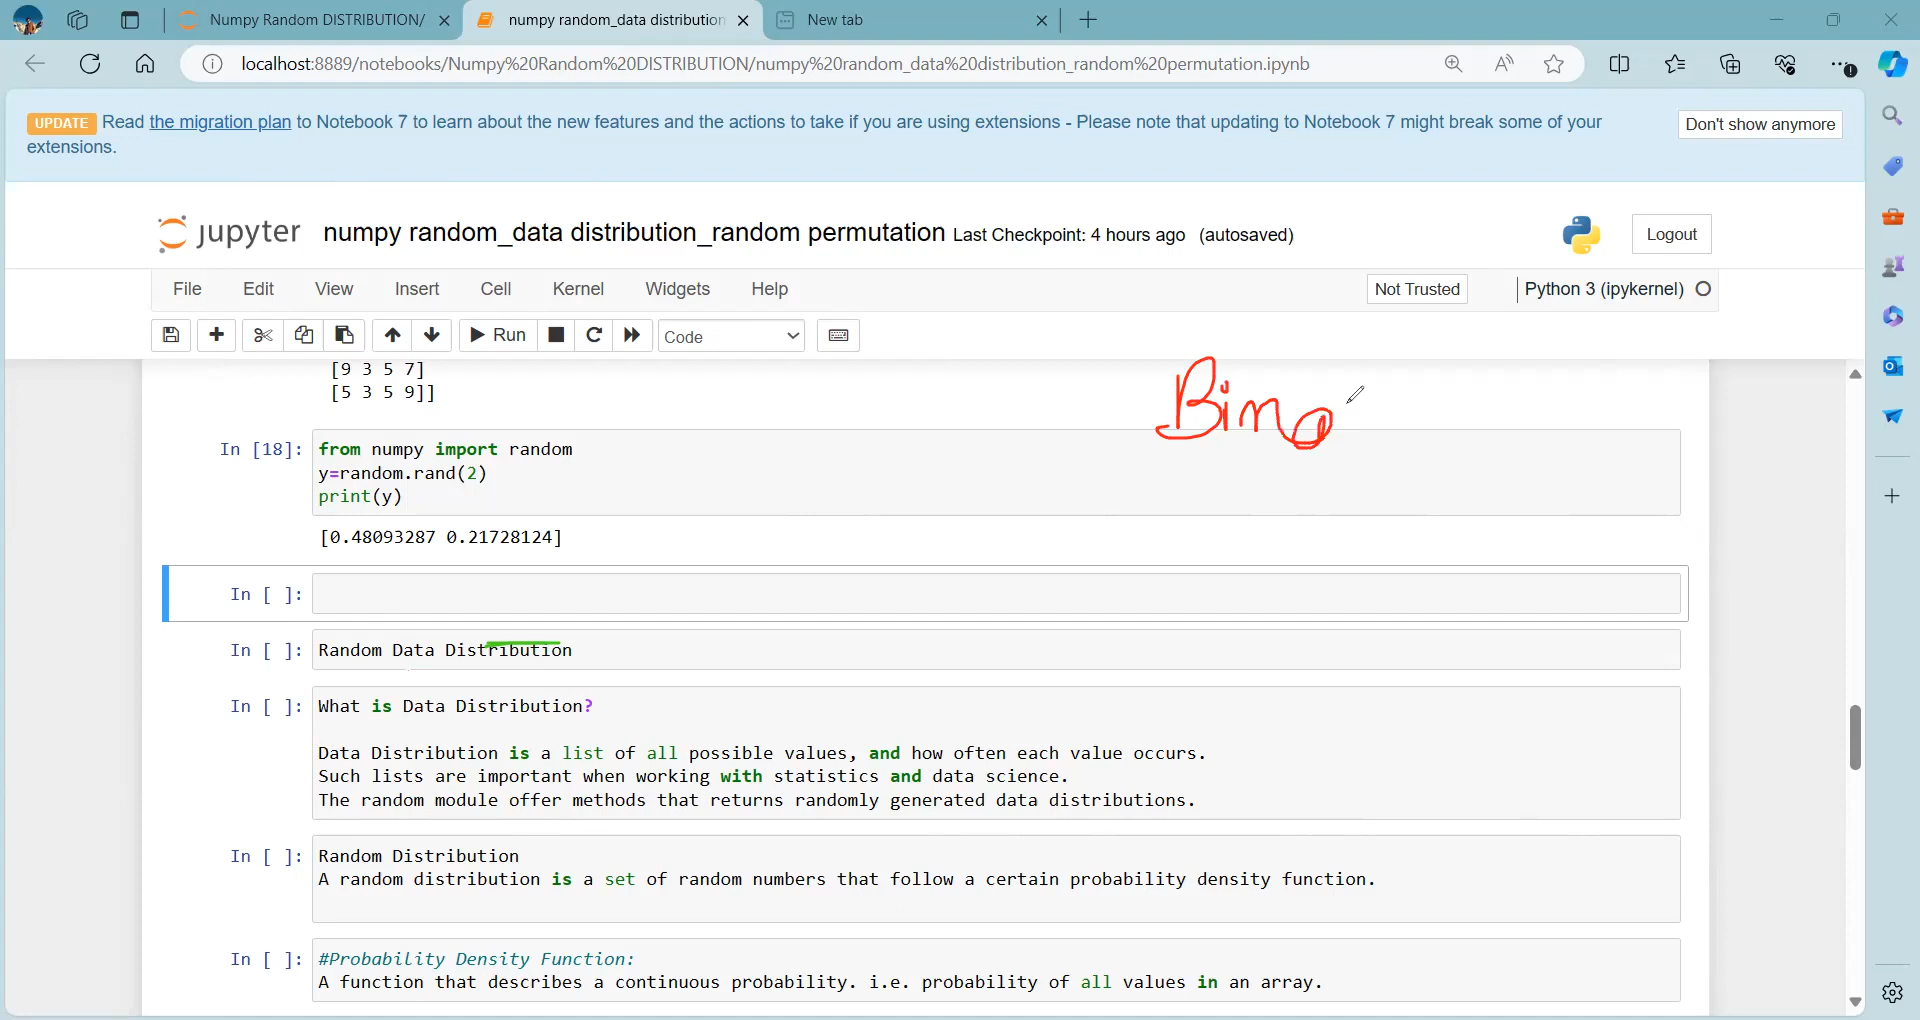 Numpy Random DISTRIBUTION/
numpy random_data distribution
New tab
localhost:8889/notebooks/Numpy%20Random%20DISTRIBUTION/numpy%20random_data%20distribution_random%20permutation.ipynb
UPDATE Read the migration plan to Notebook 7 to learn about the new features and the actions to take if you are using extensions - Please note that updating to Notebook 7 might break some of your
extensions.
Don't show anymore
jupyter numpy random_data distribution_random permutation Last Checkpoint: 4 hours ago (autosaved)
Logout
File Edit View Insert Cell Kernel Widgets Help
Not Trusted
Python 3 (ipykernel)
Run
Code
[9 3 5 7]
[5 3 5 9]]
Bino
In [18]: from numpy import random
y=random.rand(2)
print(y)
[0.48093287 0.21728124]
In [ ]:
In [ ]: Random Data Distribution
In [ ]: What is Data Distribution?
Data Distribution is a list of all possible values, and how often each value occurs.
Such lists are important when working with statistics and data science.
The random module offer methods that returns randomly generated data distributions.
In [ ]: Random Distribution
A random distribution is a set of random numbers that follow a certain probability density function.
In [ ]: #Probability Density Function:
A function that describes a continuous probability. i.e. probability of all values in an array.